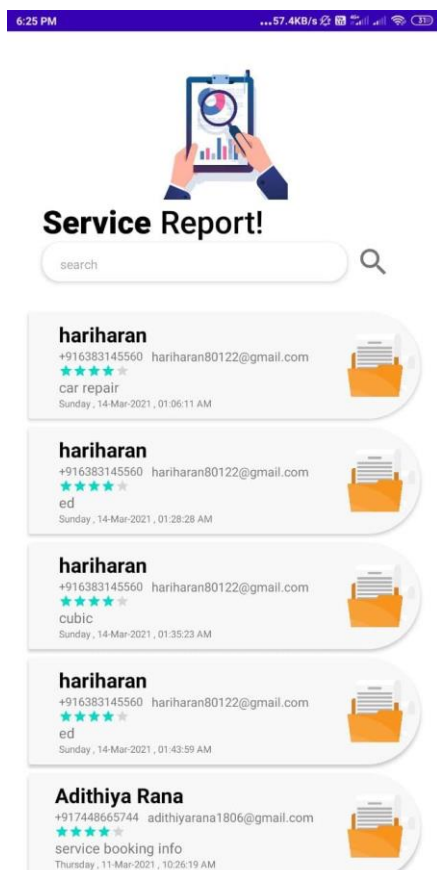 6:25 PM ...57.4KB/s 31
Service Report!
search
hariharan
+916383145560 hariharan80122@gmail.com
car repair
Sunday , 14-Mar-2021 , 01:06:11 AM
hariharan
+916383145560 hariharan80122@gmail.com
ed
Sunday , 14-Mar-2021 , 01:28:28 AM
hariharan
+916383145560 hariharan80122@gmail.com
cubic
Sunday , 14-Mar-2021 , 01:35:23 AM
hariharan
+916383145560 hariharan80122@gmail.com
ed
Sunday , 14-Mar-2021 , 01:43:59 AM
Adithiya Rana
+917448665744 adithiyarana1806@gmail.com
service booking info
Thursday , 11-Mar-2021 , 10:26:19 AM